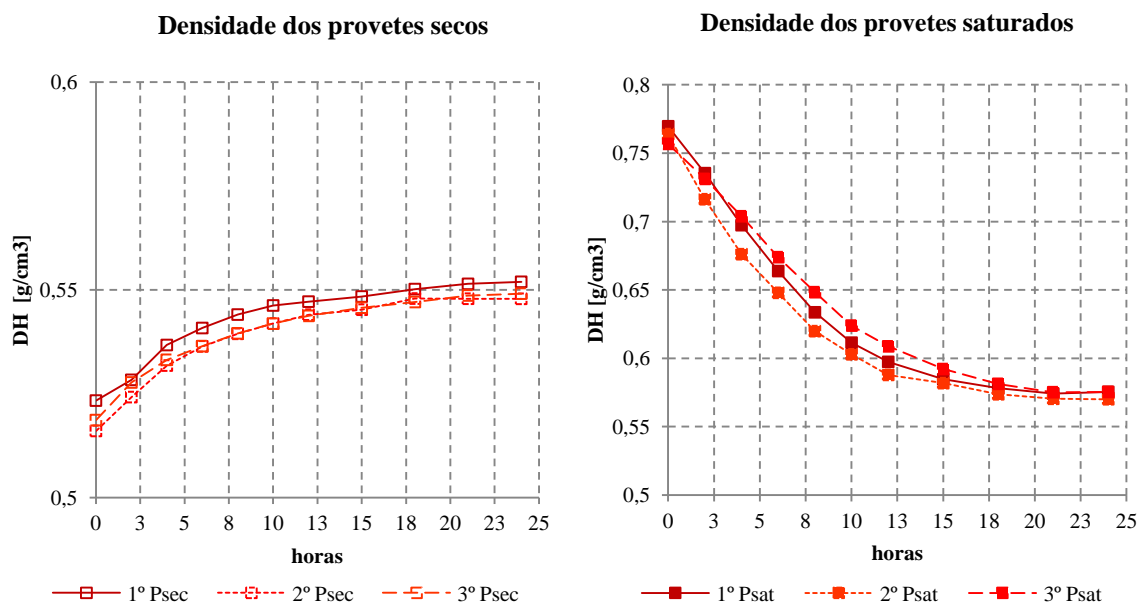 Densidade dos provetes secos
0,6
0,55
0,5
DH [g/cm3]
0 3 5 8 10 13 15 18 20 23 25
horas
1º Psec 2º Psec 3º Psec
Densidade dos provetes saturados
0,8
0,75
0,7
0,65
0,6
0,55
0,5
DH [g/cm3]
0 3 5 8 10 13 15 18 20 23 25
horas
1º Psat 2º Psat 3º Psat